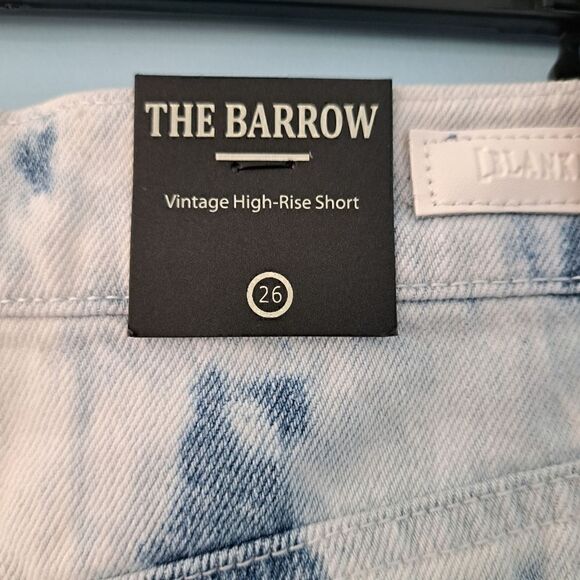 THE BARROW
Vintage High-Rise Short
26
[BLANK